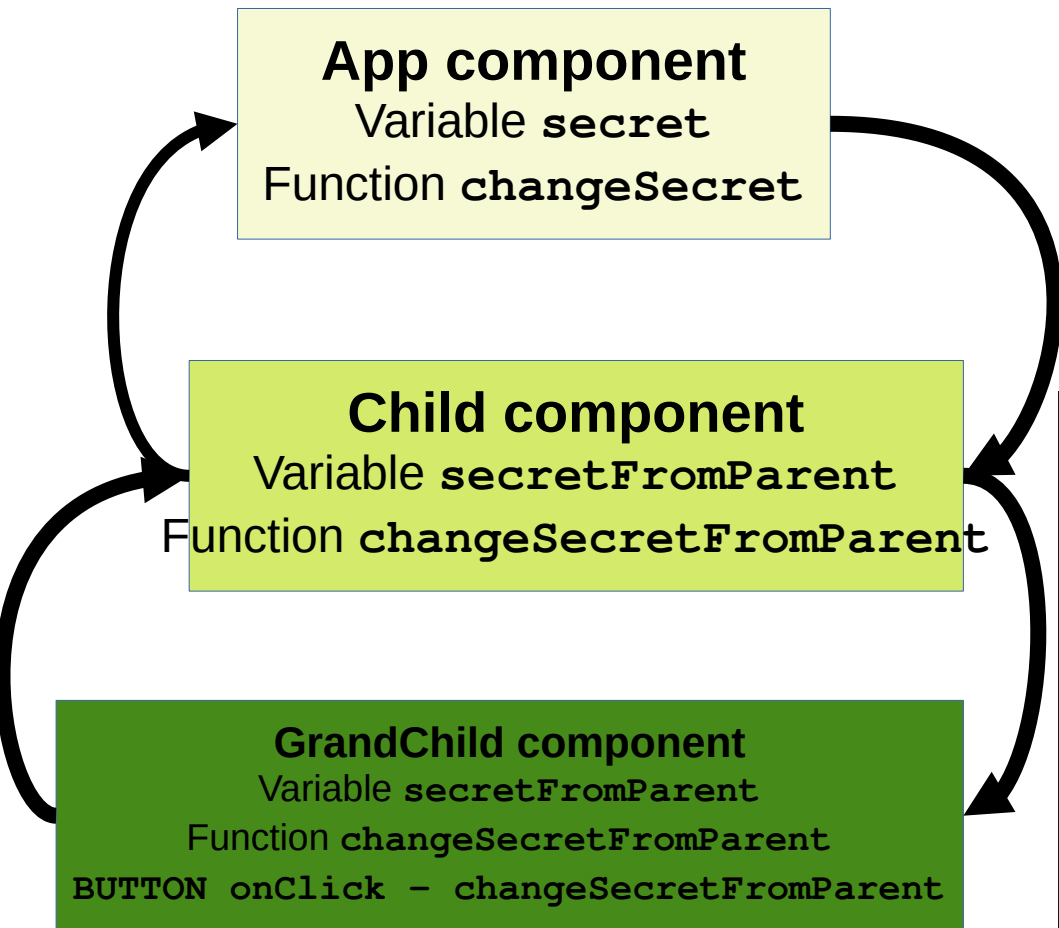 App component
Variable secret
Function changeSecret
Child component
Variable secretFromParent
Function changeSecretFromParent
GrandChild component
Variable secretFromParent
Function changeSecretFromParent
BUTTON onClick – changeSecretFromParent